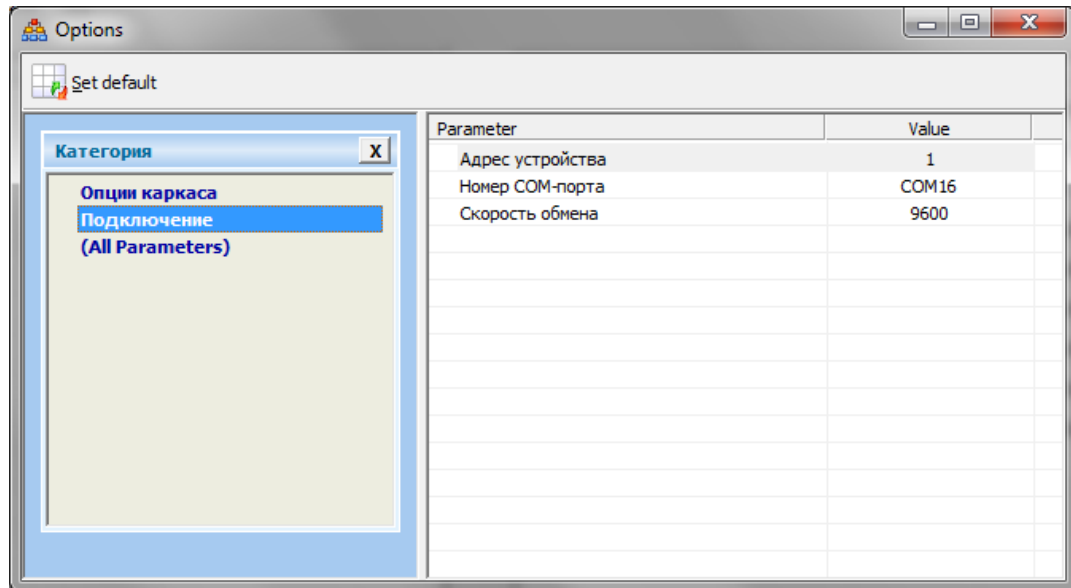 Options
Set default
Категория X
Опции каркаса
Подключение
(All Parameters)
Parameter Value
Адрес устройства 1
Номер COM-порта COM16
Скорость обмена 9600